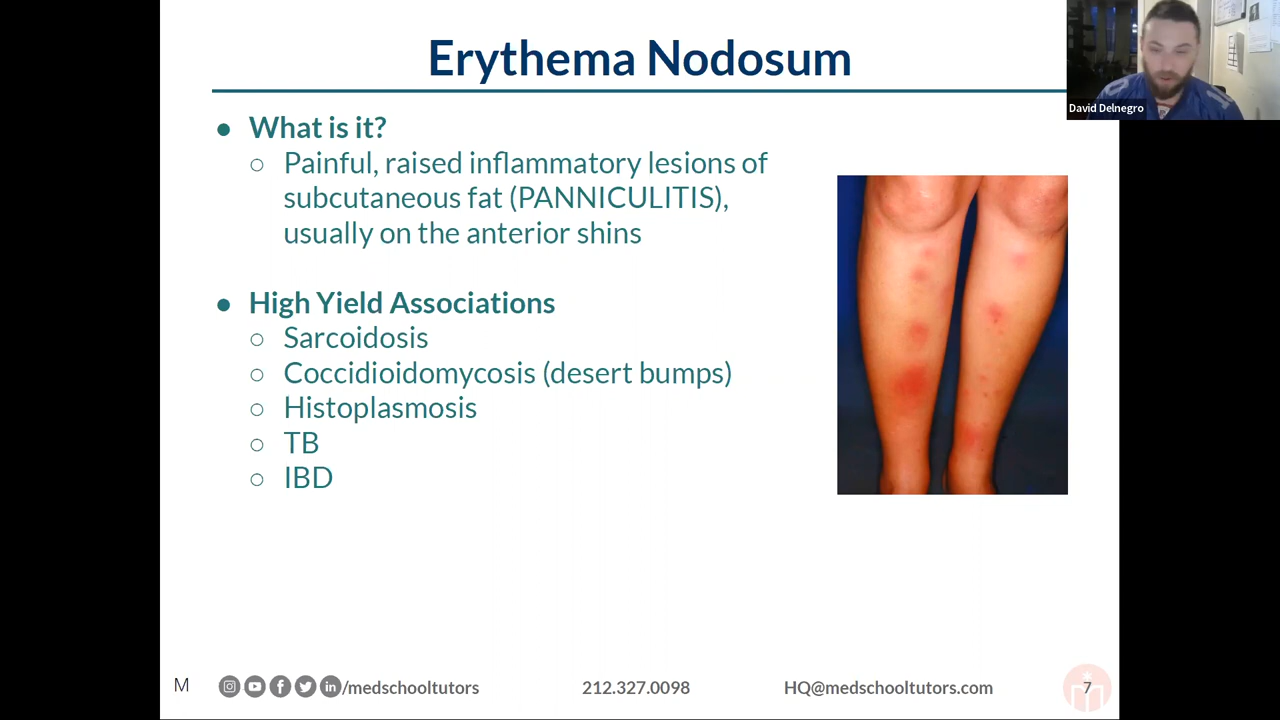 Erythema Nodosum
David Delnegro
● What is it?
○ Painful, raised inflammatory lesions of
subcutaneous fat (PANNICULITIS),
usually on the anterior shins
● High Yield Associations
○ Sarcoidosis
○ Coccidioidomycosis (desert bumps)
○ Histoplasmosis
○ TB
○ IBD
M
/medschooltutors
212.327.0098
HQ@medschooltutors.com
7